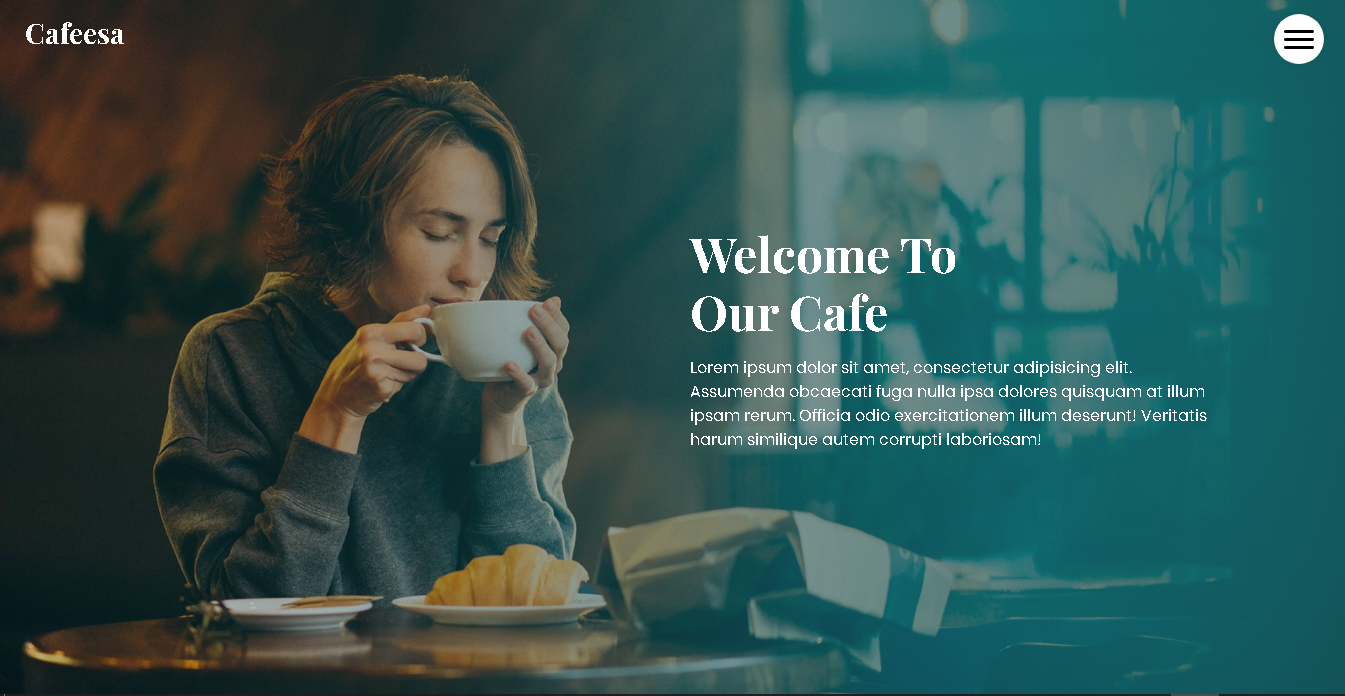 Cafeesa
Welcome To
Our Cafe
Lorem ipsum dolor sit amet, consectetur adipisicing elit.
Assumenda obcaecati fuga nulla ipsa dolores quisquam at illum
ipsam rerum. Officia odio exercitationem illum deserunt! Veritatis
harum similique autem corrupti laboriosam!